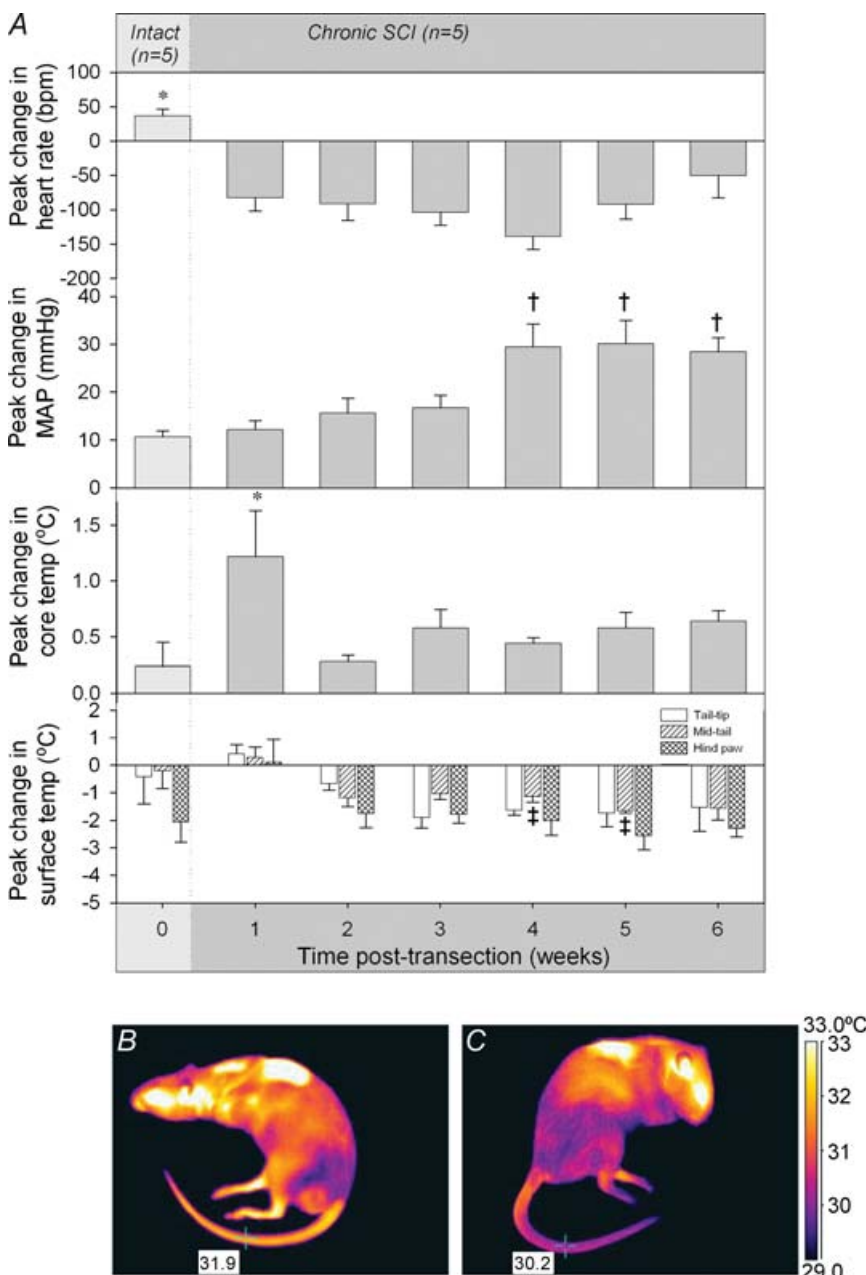 A
Intact
(n=5)
Chronic SCI (n=5)
Peak change in
heart rate (bpm)
100
50
0
-50
-100
-150
-200
*
Peak change in
MAP (mmHg)
40
30
20
10
0
†
†
†
Peak change in
core temp (ºC)
1.5
1.0
0.5
0.0
*
Peak change in
surface temp (ºC)
2
1
0
-1
-2
-3
-4
-5
Tail-tip
Mid-tail
Hind paw
‡
‡
0 1 2 3 4 5 6
Time post-transection (weeks)
B
31.9
C
30.2
33.0ºC
33
32
31
30
29.0